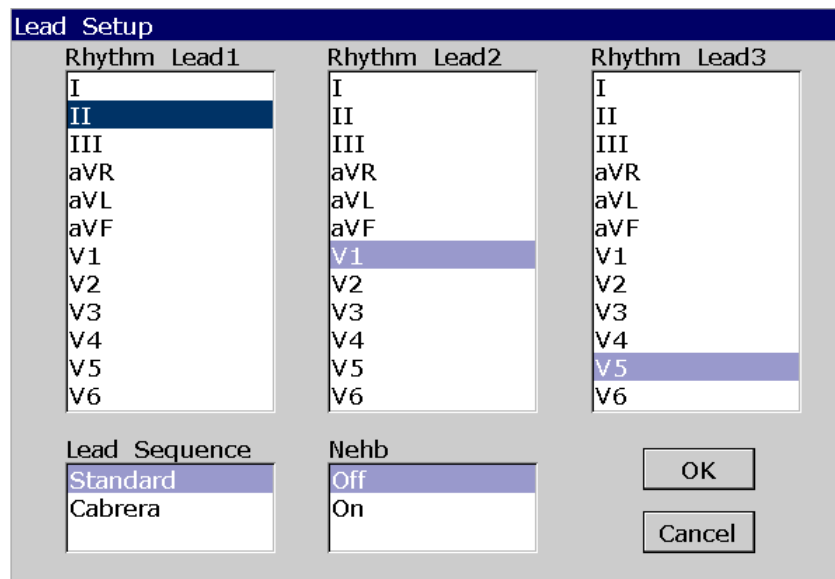 Lead Setup
Rhythm Lead1
I
II
III
aVR
aVL
aVF
V1
V2
V3
V4
V5
V6
Rhythm Lead2
I
II
III
aVR
aVL
aVF
V1
V2
V3
V4
V5
V6
Rhythm Lead3
I
II
III
aVR
aVL
aVF
V1
V2
V3
V4
V5
V6
Lead Sequence
Standard
Cabrera
Nehb
Off
On
OK
Cancel